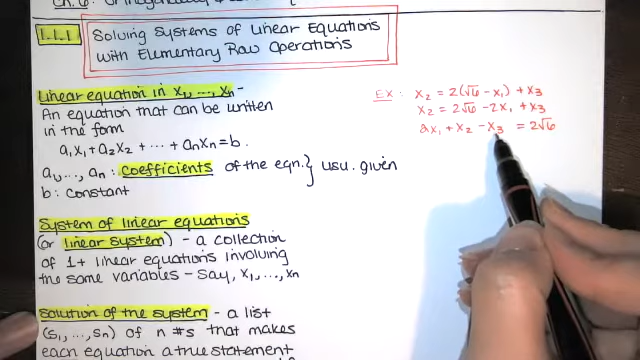 Ch. 6:
1.1.1 Solving Systems of Linear Equations
with Elementary Row Operations
Linear equation in x₁, ..., xₙ -
An equation that can be written
in the form
a₁x₁ + a₂x₂ + ··· + aₙxₙ = b.
a₁, ..., aₙ : coefficients of the eqn. } usu. given
b: constant
EX: x₂ = 2(√6 - x₁) + x₃
x₂ = 2√6 - 2x₁ + x₃
2x₁ + x₂ - x₃ = 2√6
System of linear equations
(or linear system) - a collection
of 1+ linear equations involving
the same variables - say, x₁, ..., xₙ
solution of the system - a list
(s₁, ..., sₙ) of n #s that makes
each equation a true statement